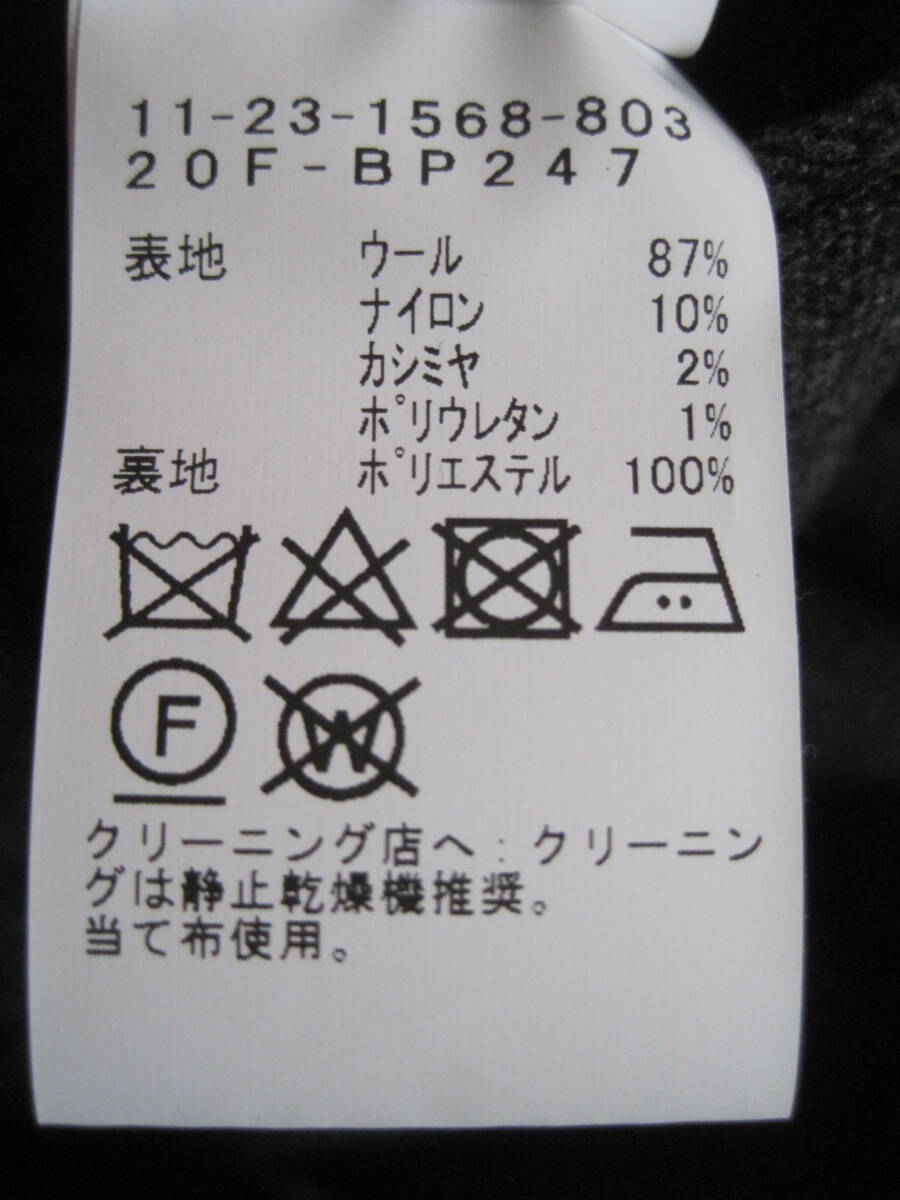 11-23-1568-803
20F-BP247
表地 ウール 87%
ナイロン 10%
カシミヤ 2%
ポリウレタン 1%
裏地 ポリエステル 100%
F W
クリーニング店へ:クリーニン
グは静止乾燥機推奨。
当て布使用。